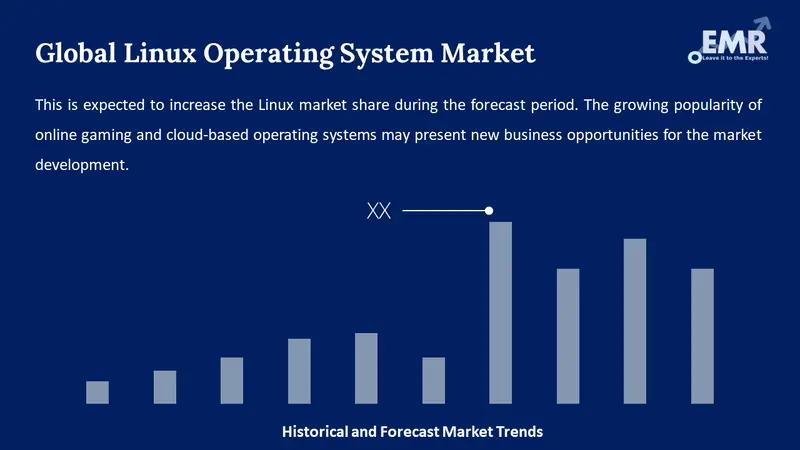 Global Linux Operating System Market
EMR
Leave it to the Experts!
This is expected to increase the Linux market share during the forecast period. The growing popularity of
online gaming and cloud-based operating systems may present new business opportunities for the market
development.
XX
Historical and Forecast Market Trends